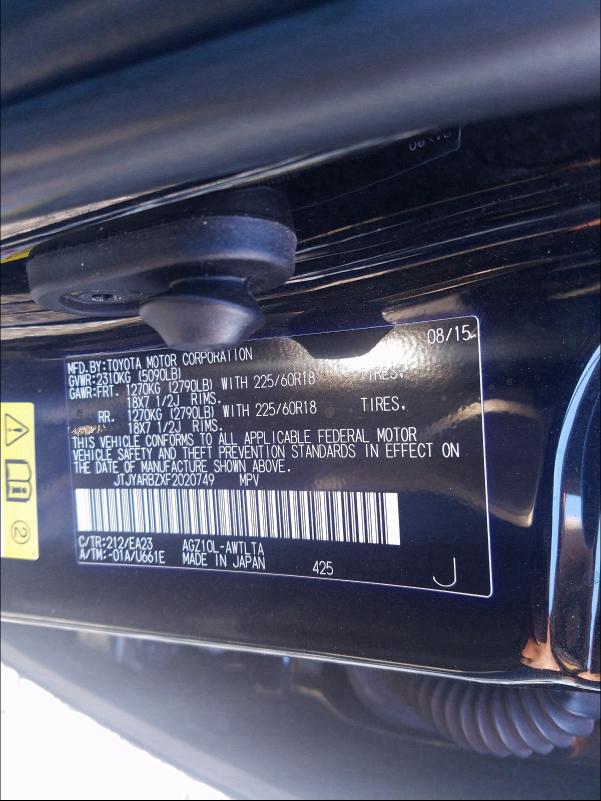 08/15
MFD.BY:TOYOTA MOTOR CORPORATION
GVWR:2310KG (5090LB)
GAWR:FRT. 1270KG (2790LB) WITH 225/60R18 TIRES,
18X7 1/2J RIMS.
RR. 1270KG (2790LB) WITH 225/60R18 TIRES,
18X7 1/2J RIMS.
THIS VEHICLE CONFORMS TO ALL APPLICABLE FEDERAL MOTOR
VEHICLE SAFETY AND THEFT PREVENTION STANDARDS IN EFFECT ON
THE DATE OF MANUFACTURE SHOWN ABOVE.
JTJYARBZXF2020749 MPV
C/TR:212/EA23 AGZ10L-AWTLTA
A/TM:-01A/U661E MADE IN JAPAN 425
J
2